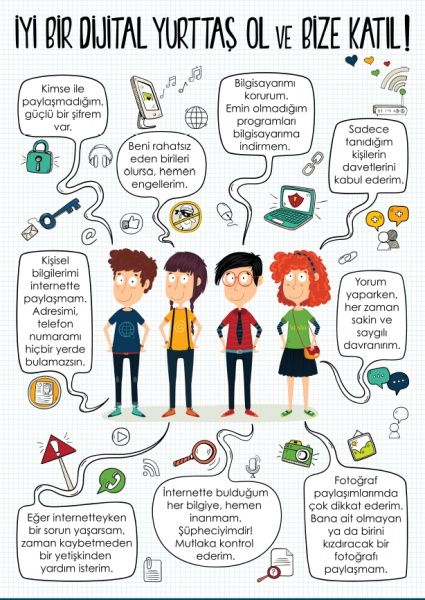 İYİ BİR DİJİTAL YURTTAŞ OL VE BİZE KATIL!
Kimse ile
paylaşmadığım,
güçlü bir şifrem
var.
Beni rahatsız
eden birileri
olursa, hemen
engellerim.
Bilgisayarımı
korurum.
Emin olmadığım
programları
bilgisayarıma
indirmem.
Sadece
tanıdığım
kişilerin
davetlerini
kabul ederim.
Kişisel
bilgilerimi
internette
paylaşmam.
Adresimi,
telefon
numaramı
hiçbir yerde
bulamazsın.
Yorum
yaparken,
her zaman
sakin ve
saygılı
davranırım.
Eğer internetteyken
bir sorun yaşarsam,
zaman kaybetmeden
bir yetişkinden
yardım isterim.
İnternette bulduğum
her bilgiye, hemen
inanmam.
Şüpheciyimdir!
Mutlaka kontrol
ederim.
Fotoğraf
paylaşımlarımda
çok dikkat ederim.
Bana ait olmayan
ya da birini
kızdıracak bir
fotoğrafı
paylaşmam.